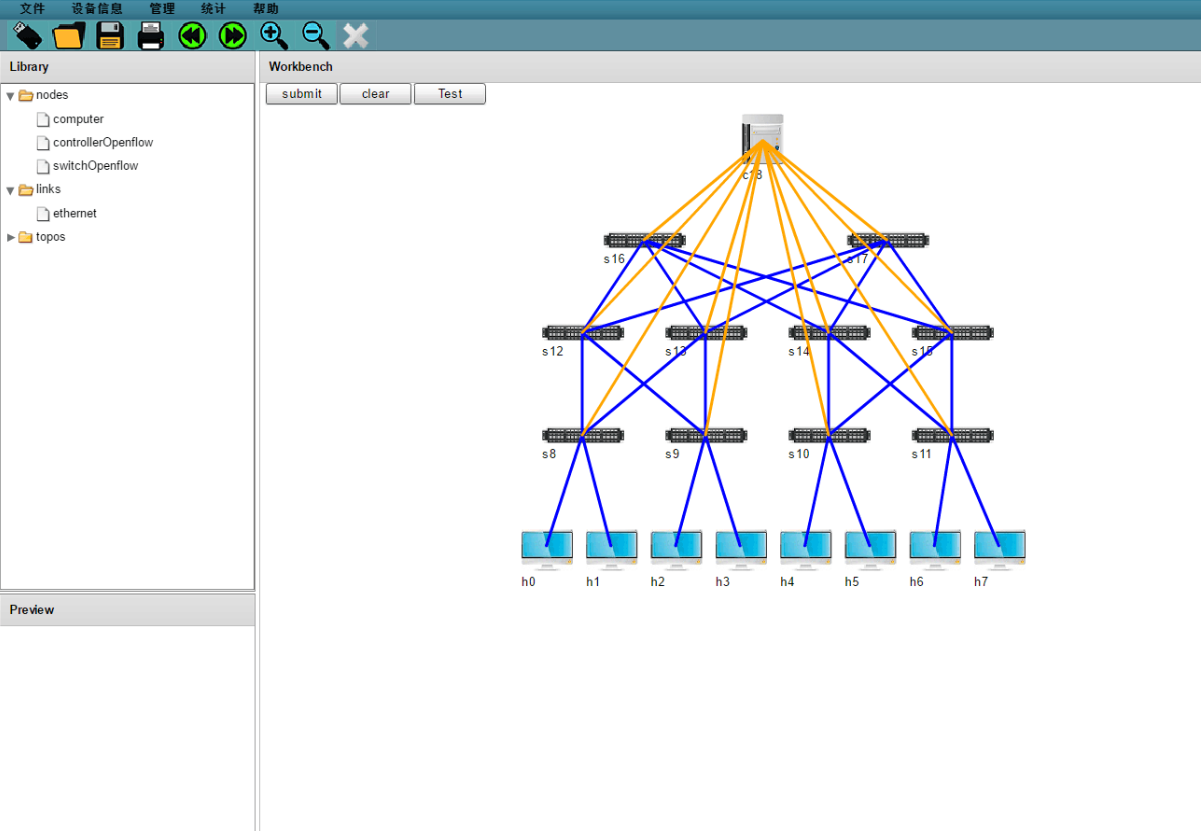 文件 设备信息 管理 统计 帮助
Library
Workbench
nodes
computer
controllerOpenflow
switchOpenflow
links
ethernet
topos
Preview
submit clear Test
c18
s16 s17
s12 s13 s14 s15
s8 s9 s10 s11
h0 h1 h2 h3 h4 h5 h6 h7